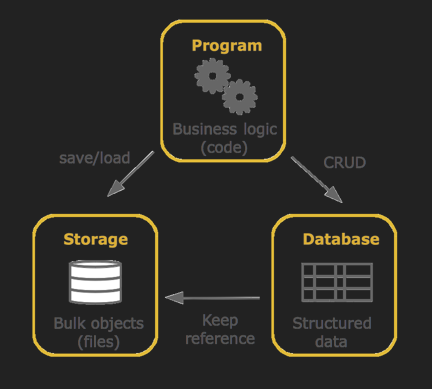 Program
Business logic
(code)
save/load
CRUD
Storage
Bulk objects
(files)
Keep
reference
Database
Structured
data